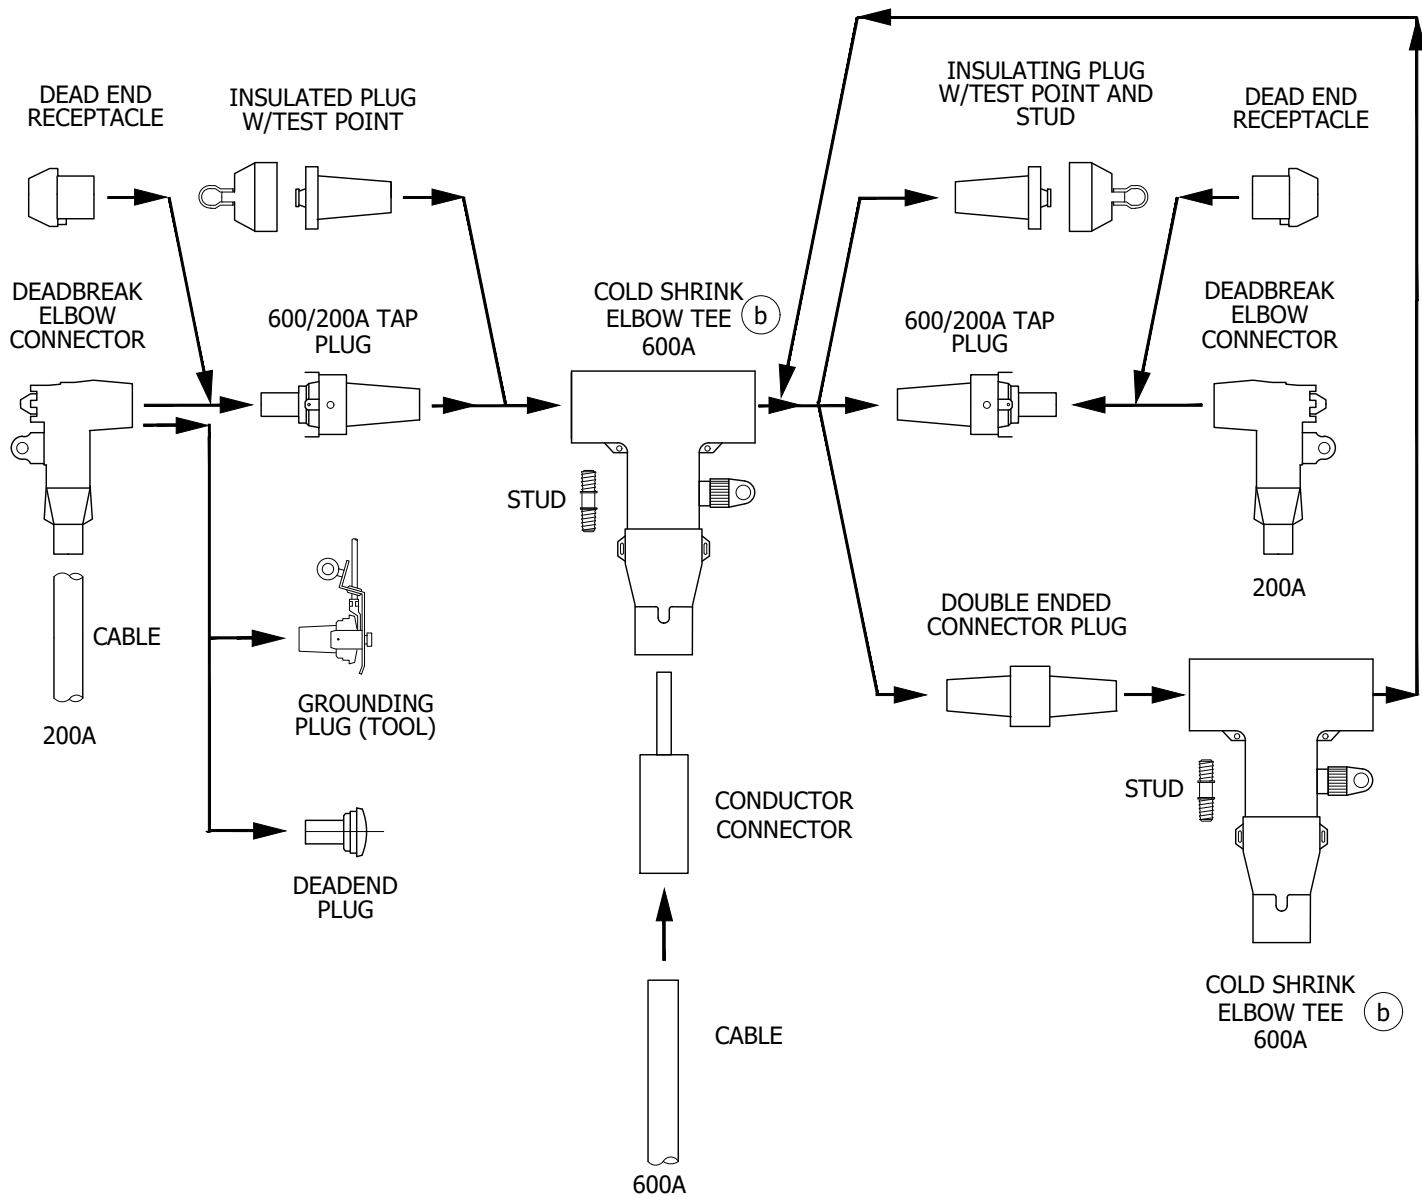 DEAD END
RECEPTACLE
INSULATED PLUG
W/TEST POINT
INSULATING PLUG
W/TEST POINT AND
STUD
DEAD END
RECEPTACLE
DEADBREAK
ELBOW
CONNECTOR
600/200A TAP
PLUG
COLD SHRINK
ELBOW TEE b
600A
600/200A TAP
PLUG
DEADBREAK
ELBOW
CONNECTOR
STUD
200A
CABLE
DOUBLE ENDED
CONNECTOR PLUG
GROUNDING
PLUG (TOOL)
200A
STUD
CONDUCTOR
CONNECTOR
DEADEND
PLUG
COLD SHRINK
ELBOW TEE b
600A
CABLE
600A